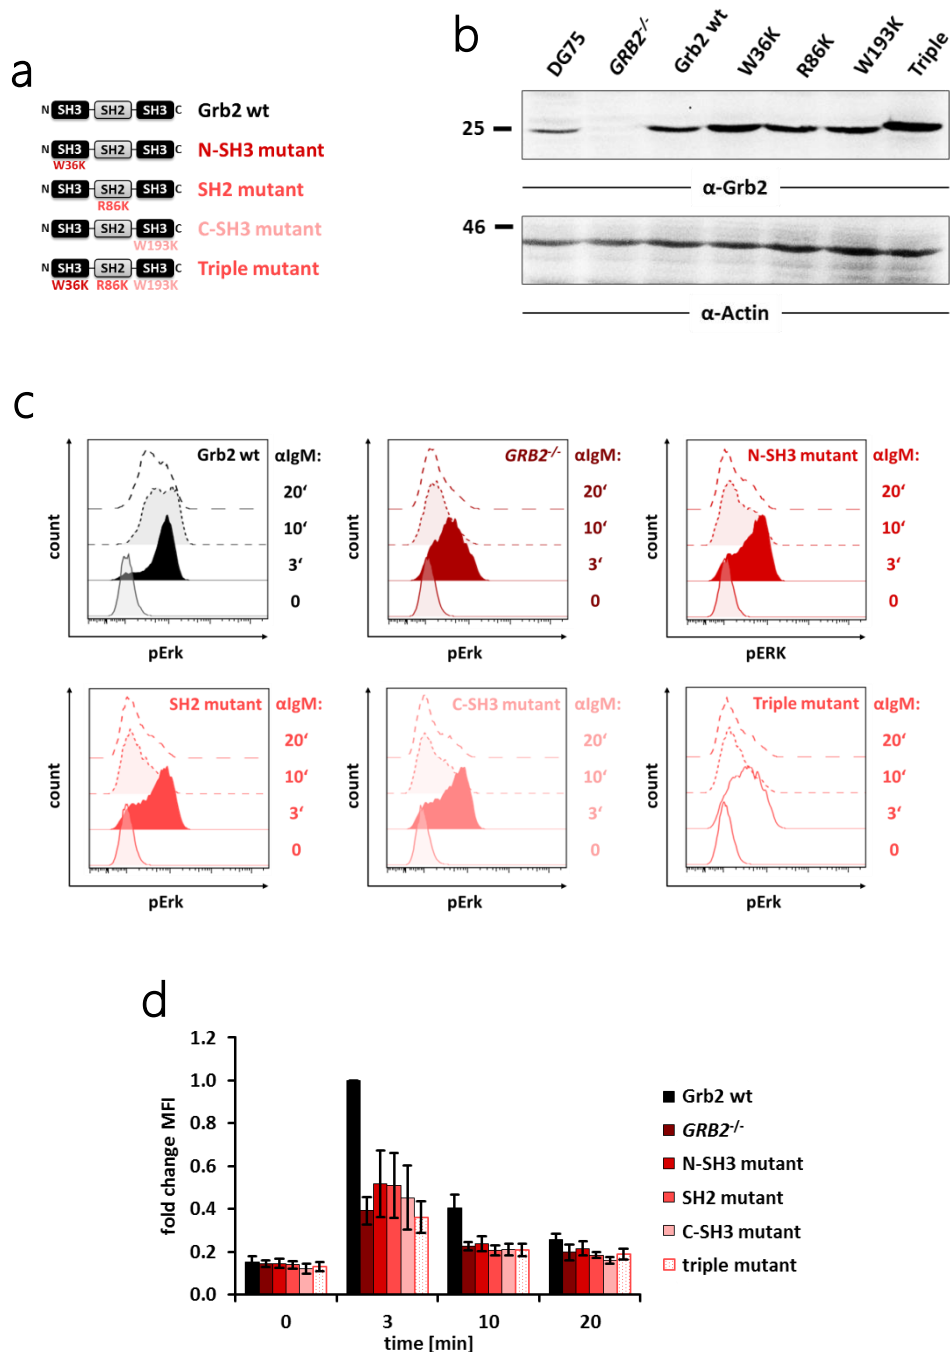 a
N SH3 SH2 SH3 C Grb2 wt
N SH3 SH2 SH3 C N-SH3 mutant
W36K
N SH3 SH2 SH3 C SH2 mutant
R86K
N SH3 SH2 SH3 C C-SH3 mutant
W193K
N SH3 SH2 SH3 C Triple mutant
W36K R86K W193K
b
DG75 GRB2-/- Grb2 wt W36K R86K W193K Triple
25
α-Grb2
46
α-Actin
c
Grb2 wt αIgM:
20‘
10‘
3‘
0
count
pErk
GRB2-/- αIgM:
20‘
10‘
3‘
0
count
pErk
N-SH3 mutant αIgM:
20‘
10‘
3‘
0
count
pERK
SH2 mutant αIgM:
20‘
10‘
3‘
0
count
pErk
C-SH3 mutant αIgM:
20‘
10‘
3‘
0
count
pErk
Triple mutant αIgM:
20‘
10‘
3‘
0
count
pErk
d
fold change MFI
1.2
1.0
0.8
0.6
0.4
0.2
0.0
0 3 10 20
time [min]
Grb2 wt
GRB2-/-
N-SH3 mutant
SH2 mutant
C-SH3 mutant
triple mutant